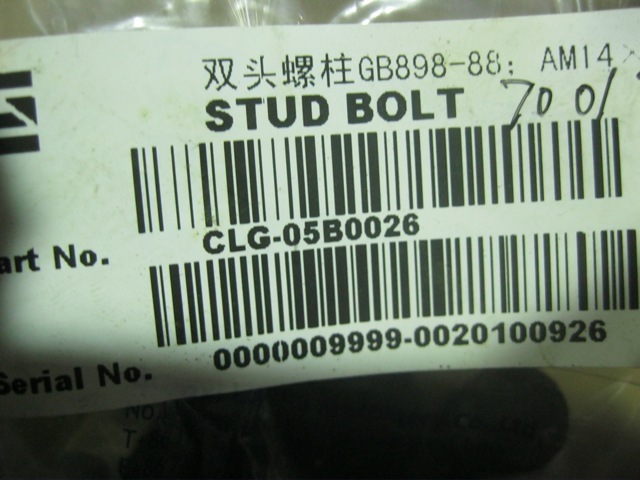 双头螺柱GB898-88: AM14×
STUD BOLT 70 01
art No. CLG-05B0026
Serial No. 0000009999-0020100926
No.